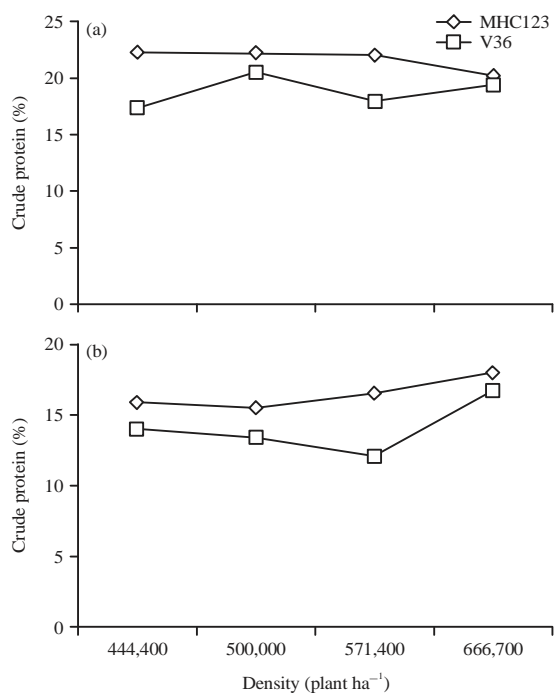 (a)
MHC123
V36
25
20
15
10
5
0
Crude protein (%)
(b)
20
15
10
5
0
Crude protein (%)
444,400 500,000 571,400 666,700
Density (plant ha⁻¹)